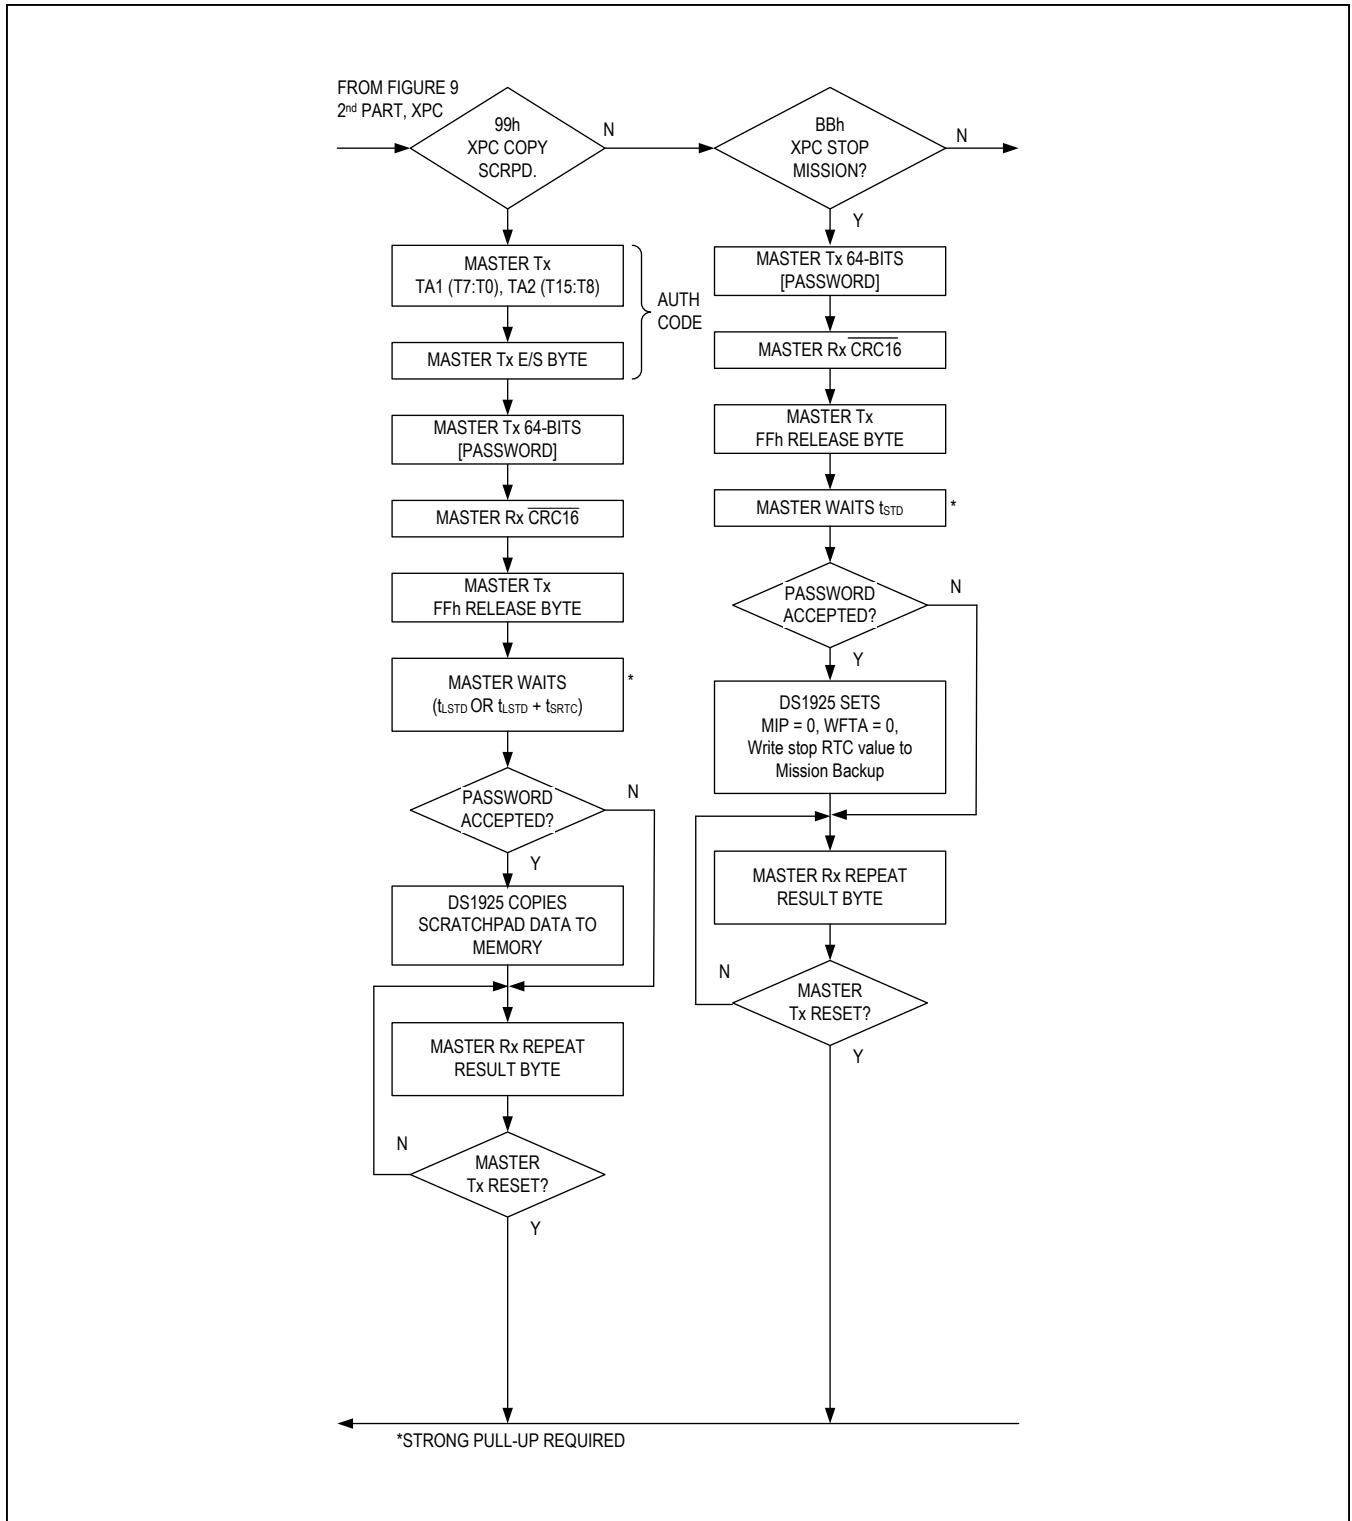 FROM FIGURE 9
2nd PART, XPC
99h
XPC COPY
SCRPD.
N
MASTER Tx
TA1 (T7:T0), TA2 (T15:T8)
MASTER Tx E/S BYTE
AUTH
CODE
MASTER Tx 64-BITS
[PASSWORD]
MASTER Rx CRC16
MASTER Tx
FFh RELEASE BYTE
MASTER WAITS
(tLSTD OR tLSTD + tSRTC)
*
PASSWORD
ACCEPTED?
N
Y
DS1925 COPIES
SCRATCHPAD DATA TO
MEMORY
MASTER Rx REPEAT
RESULT BYTE
N
MASTER
Tx RESET?
Y
BBh
XPC STOP
MISSION?
N
Y
MASTER Tx 64-BITS
[PASSWORD]
MASTER Rx CRC16
MASTER Tx
FFh RELEASE BYTE
MASTER WAITS tSTD
*
PASSWORD
ACCEPTED?
N
Y
DS1925 SETS
MIP = 0, WFTA = 0,
Write stop RTC value to
Mission Backup
MASTER Rx REPEAT
RESULT BYTE
N
MASTER
Tx RESET?
Y
*STRONG PULL-UP REQUIRED